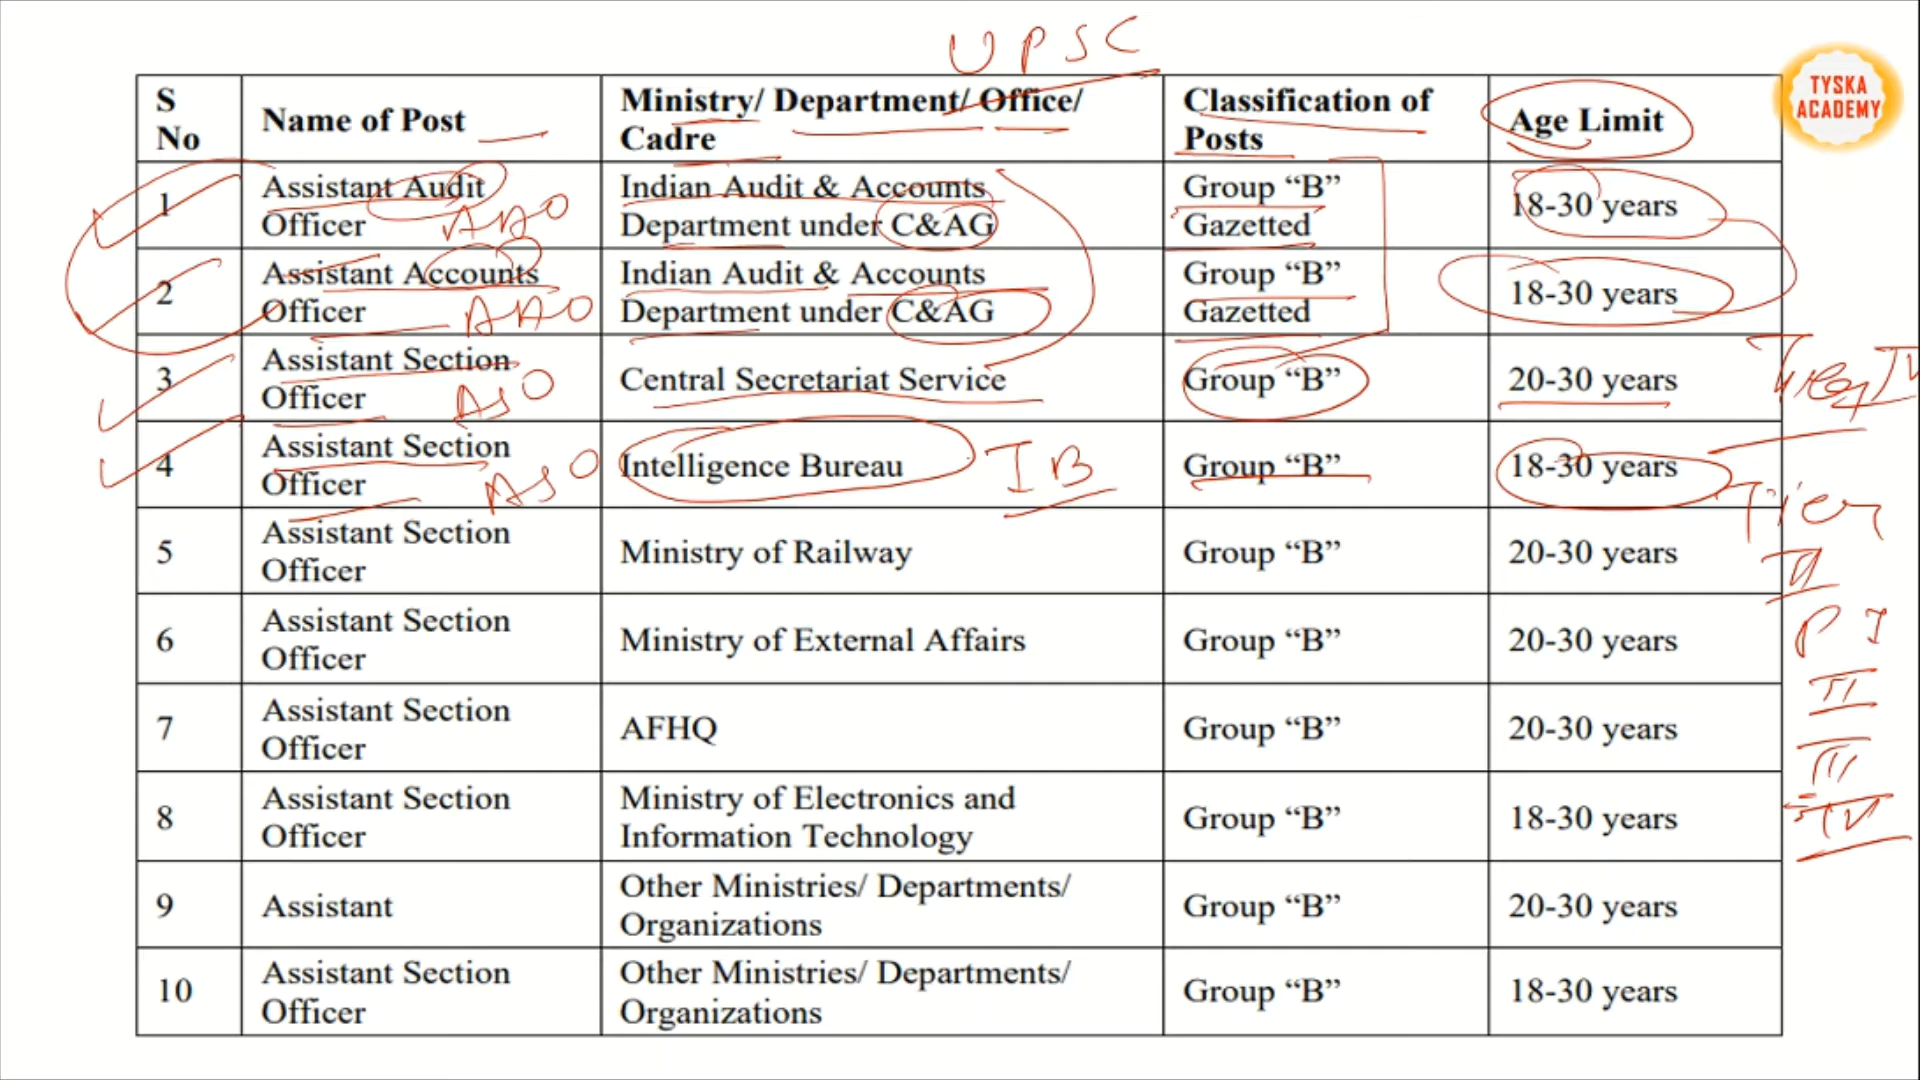 UPSC
TYSKA
ACADEMY
S No
Name of Post
Ministry/ Department/ Office/
Cadre
Classification of
Posts
Age Limit
1
Assistant Audit
Officer
AAO
Indian Audit & Accounts
Department under C&AG
Group “B”
Gazetted
18-30 years
2
Assistant Accounts
Officer
AAO
Indian Audit & Accounts
Department under C&AG
Group “B”
Gazetted
18-30 years
3
Assistant Section
Officer
ASO
Central Secretariat Service
Group “B”
20-30 years
4
Assistant Section
Officer
ASO
Intelligence Bureau
IB
Group “B”
18-30 years
Tier
II
5
Assistant Section
Officer
Ministry of Railway
Group “B”
20-30 years
6
Assistant Section
Officer
Ministry of External Affairs
Group “B”
20-30 years
P I
II
III
IV
7
Assistant Section
Officer
AFHQ
Group “B”
20-30 years
8
Assistant Section
Officer
Ministry of Electronics and
Information Technology
Group “B”
18-30 years
9
Assistant
Other Ministries/ Departments/
Organizations
Group “B”
20-30 years
10
Assistant Section
Officer
Other Ministries/ Departments/
Organizations
Group “B”
18-30 years